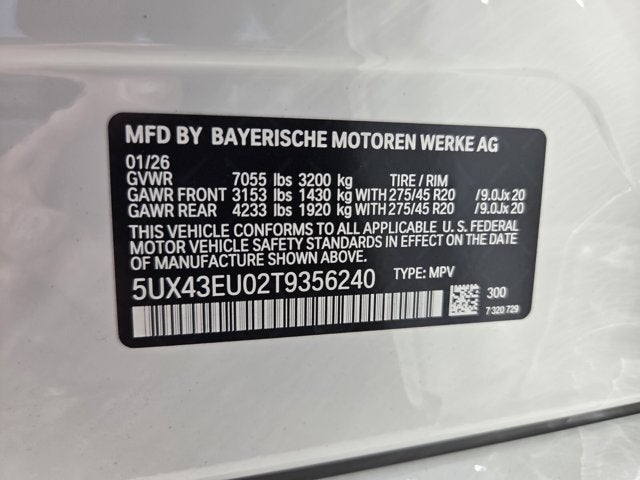 MFD BY BAYERISCHE MOTOREN WERKE AG
01/26
GVWR 7055 lbs 3200 kg TIRE / RIM
GAWR FRONT 3153 lbs 1430 kg WITH 275/45 R20 /9.0Jx 20
GAWR REAR 4233 lbs 1920 kg WITH 275/45 R20 /9.0Jx 20
THIS VEHICLE CONFORMS TO ALL APPLICABLE U. S. FEDERAL
MOTOR VEHICLE SAFETY STANDARDS IN EFFECT ON THE DATE
OF MANUFACTURE SHOWN ABOVE.
5UX43EU02T9356240 TYPE: MPV
300
7 320 729